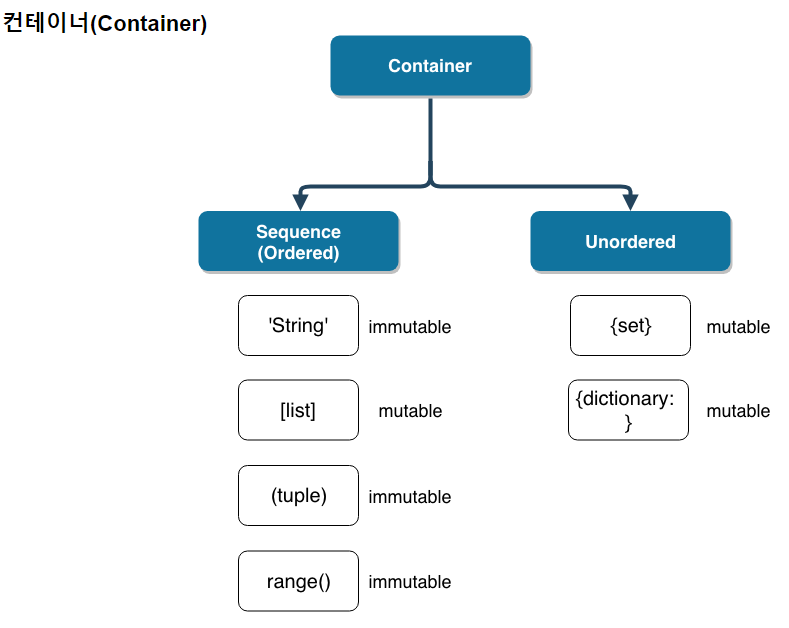 컨테이너(Container)
Container
Sequence
(Ordered)
Unordered
'String'
immutable
{set}
mutable
[list]
mutable
{dictionary:
}
mutable
(tuple)
immutable
range()
immutable